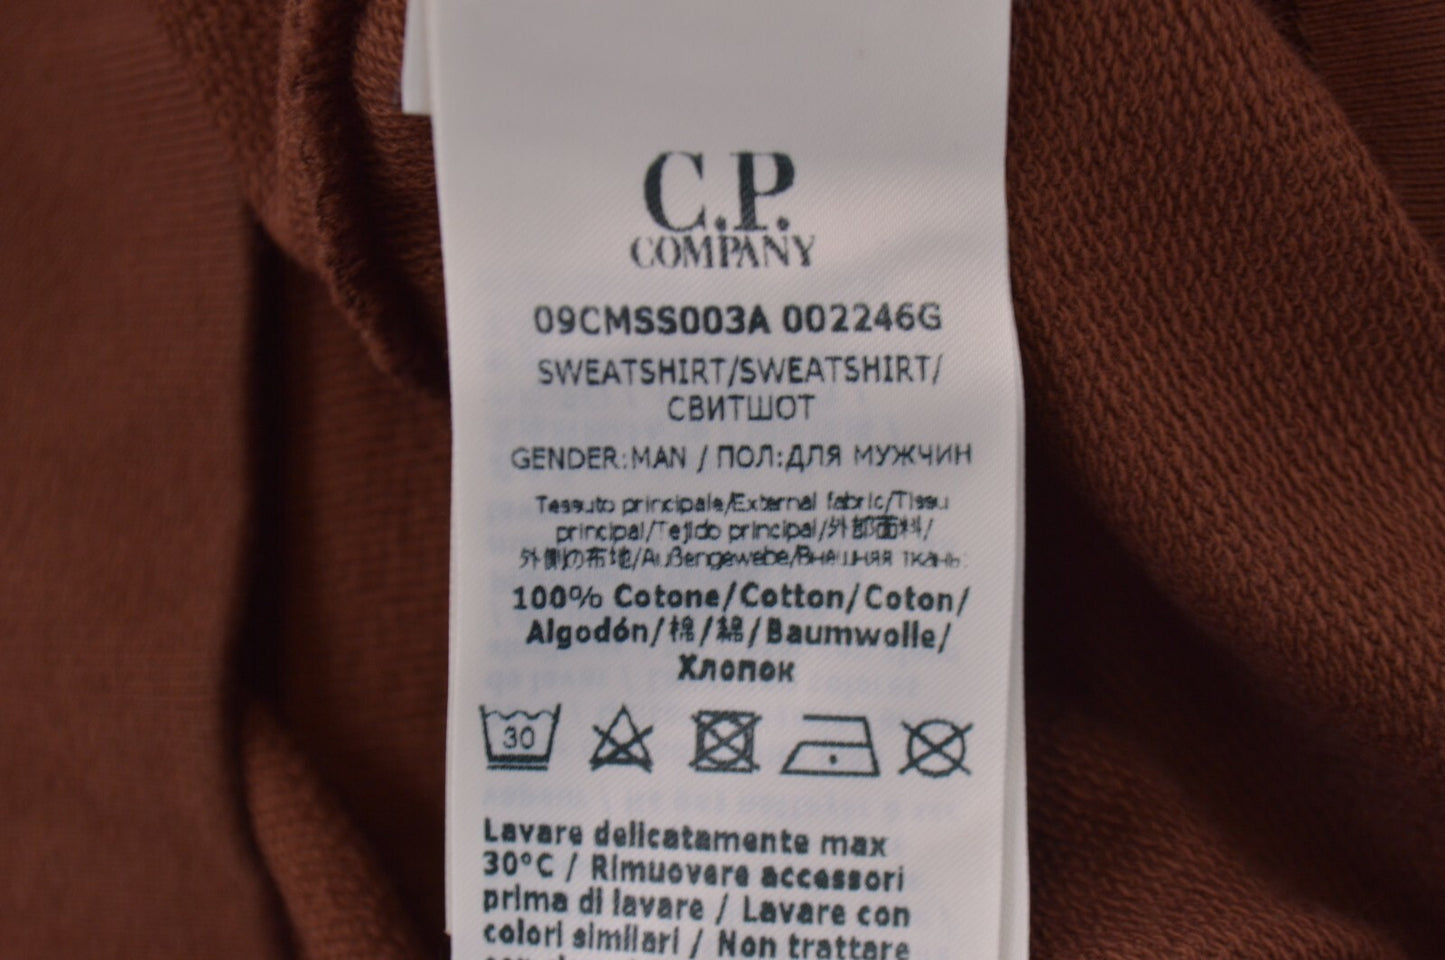 C.P.
COMPANY
09CMSS003A 002246G
SWEATSHIRT/SWEATSHIRT/
СВИТШОТ
GENDER:MAN / ПОЛ:ДЛЯ МУЖЧИН
Tessuto principale/External fabric/Tissu
principal/Tejido principal/外部面料/
外側の布地/Außengewebe/Внешняя ткань:
100% Cotone/Cotton/Coton/
Algodón/棉/綿/Baumwolle/
Хлопок
30
Lavare delicatamente max
30°C / Rimuovere accessori
prima di lavare / Lavare con
colori similari / Non trattare